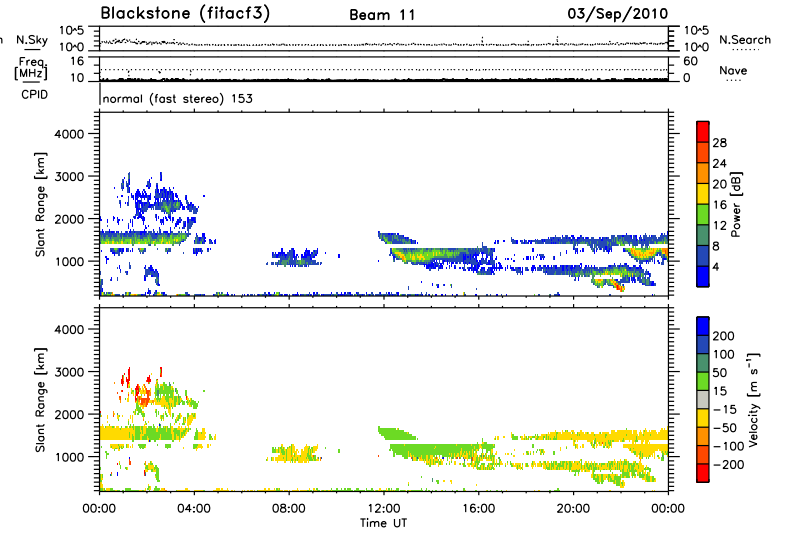 Blackstone (fitacf3) Beam 11 03/Sep/2010
N.Sky 10^5 10^0 10^5 10^0 N.Search
Freq. [MHz] 16 10 60 0 Nave
CPID normal (fast stereo) 153
Slant Range [km] 4000 3000 2000 1000
Power [dB] 28 24 20 16 12 8 4
Slant Range [km] 4000 3000 2000 1000
Velocity [m s⁻¹] 200 100 50 15 −15 −50 −100 −200
00:00 04:00 08:00 12:00 16:00 20:00 00:00
Time UT